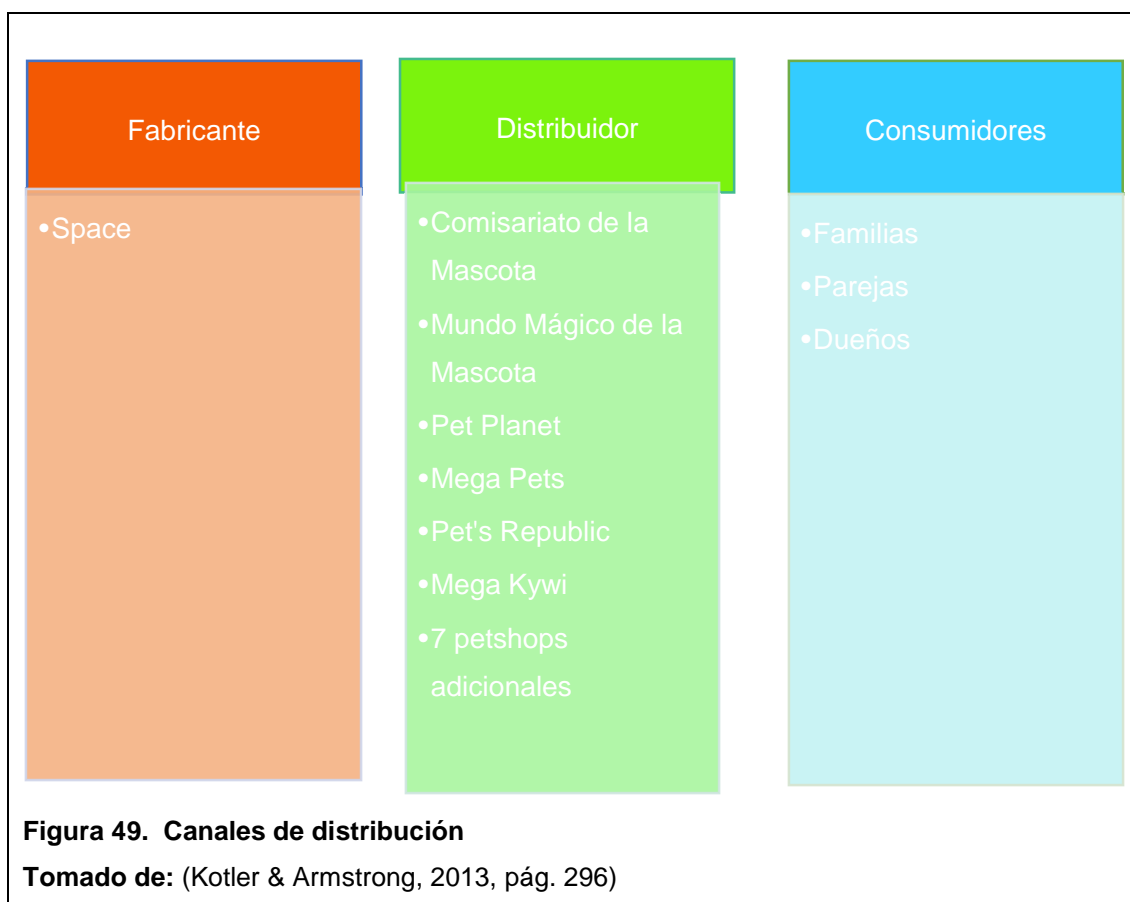 Fabricante
•Space
Distribuidor
•Comisariato de la
Mascota
•Mundo Mágico de la
Mascota
•Pet Planet
•Mega Pets
•Pet's Republic
•Mega Kywi
•7 petshops
adicionales
Consumidores
•Familias
•Parejas
•Dueños
Figura 49. Canales de distribución
Tomado de: (Kotler & Armstrong, 2013, pág. 296)